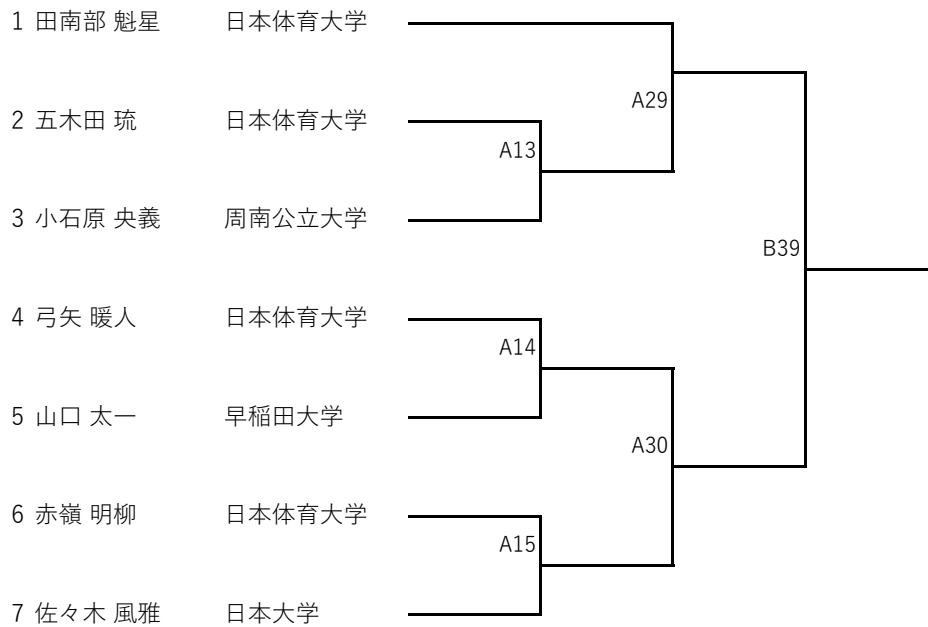 1 田南部 魁星 日本体育大学
A29
2 五木田 琉 日本体育大学
A13
3 小石原 央義 周南公立大学
B39
4 弓矢 暖人 日本体育大学
A14
5 山口 太一 早稲田大学
A30
6 赤嶺 明柳 日本体育大学
A15
7 佐々木 風雅 日本大学